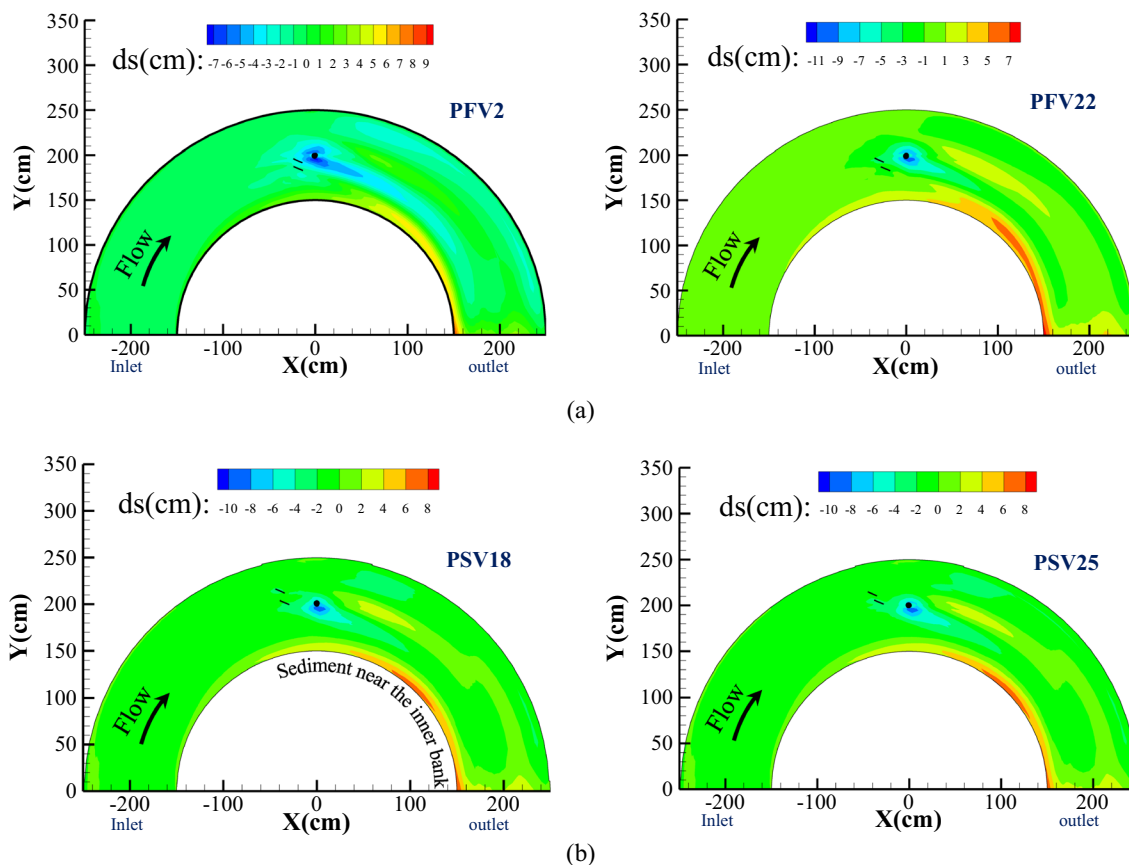 ds(cm): -7 -6 -5 -4 -3 -2 -1 0 1 2 3 4 5 6 7 8 9
PFV2
350
300
250
200
150
100
50
0
Y(cm)
Flow
-200 -100 0 100 200
Inlet X(cm) outlet
ds(cm): -11 -9 -7 -5 -3 -1 1 3 5 7
PFV22
350
300
250
200
150
100
50
0
Y(cm)
Flow
-200 -100 0 100 200
Inlet X(cm) outlet
(a)
ds(cm): -10 -8 -6 -4 -2 0 2 4 6 8
PSV18
350
300
250
200
150
100
50
0
Y(cm)
Flow
Sediment near the inner bank
-200 -100 0 100 200
Inlet X(cm) outlet
ds(cm): -10 -8 -6 -4 -2 0 2 4 6 8
PSV25
350
300
250
200
150
100
50
0
Y(cm)
Flow
-200 -100 0 100 200
Inlet X(cm) outlet
(b)